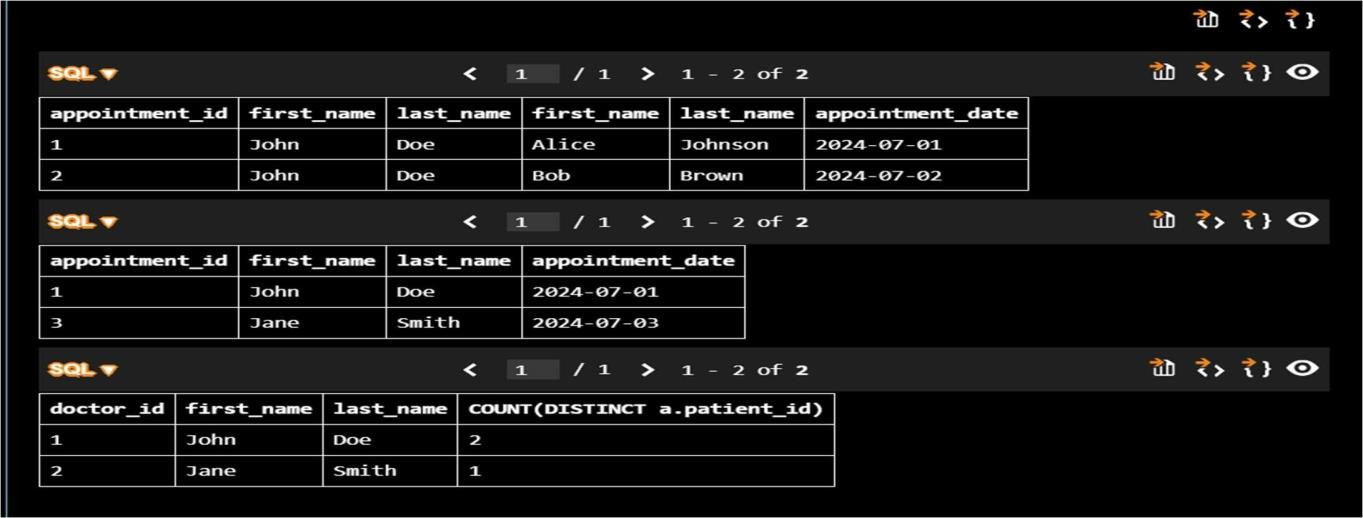 SQL ▼ < 1 / 1 > 1 - 2 of 2
appointment_id first_name last_name first_name last_name appointment_date
1 John Doe Alice Johnson 2024-07-01
2 John Doe Bob Brown 2024-07-02
SQL ▼ < 1 / 1 > 1 - 2 of 2
appointment_id first_name last_name appointment_date
1 John Doe 2024-07-01
3 Jane Smith 2024-07-03
SQL ▼ < 1 / 1 > 1 - 2 of 2
doctor_id first_name last_name COUNT(DISTINCT a.patient_id)
1 John Doe 2
2 Jane Smith 1